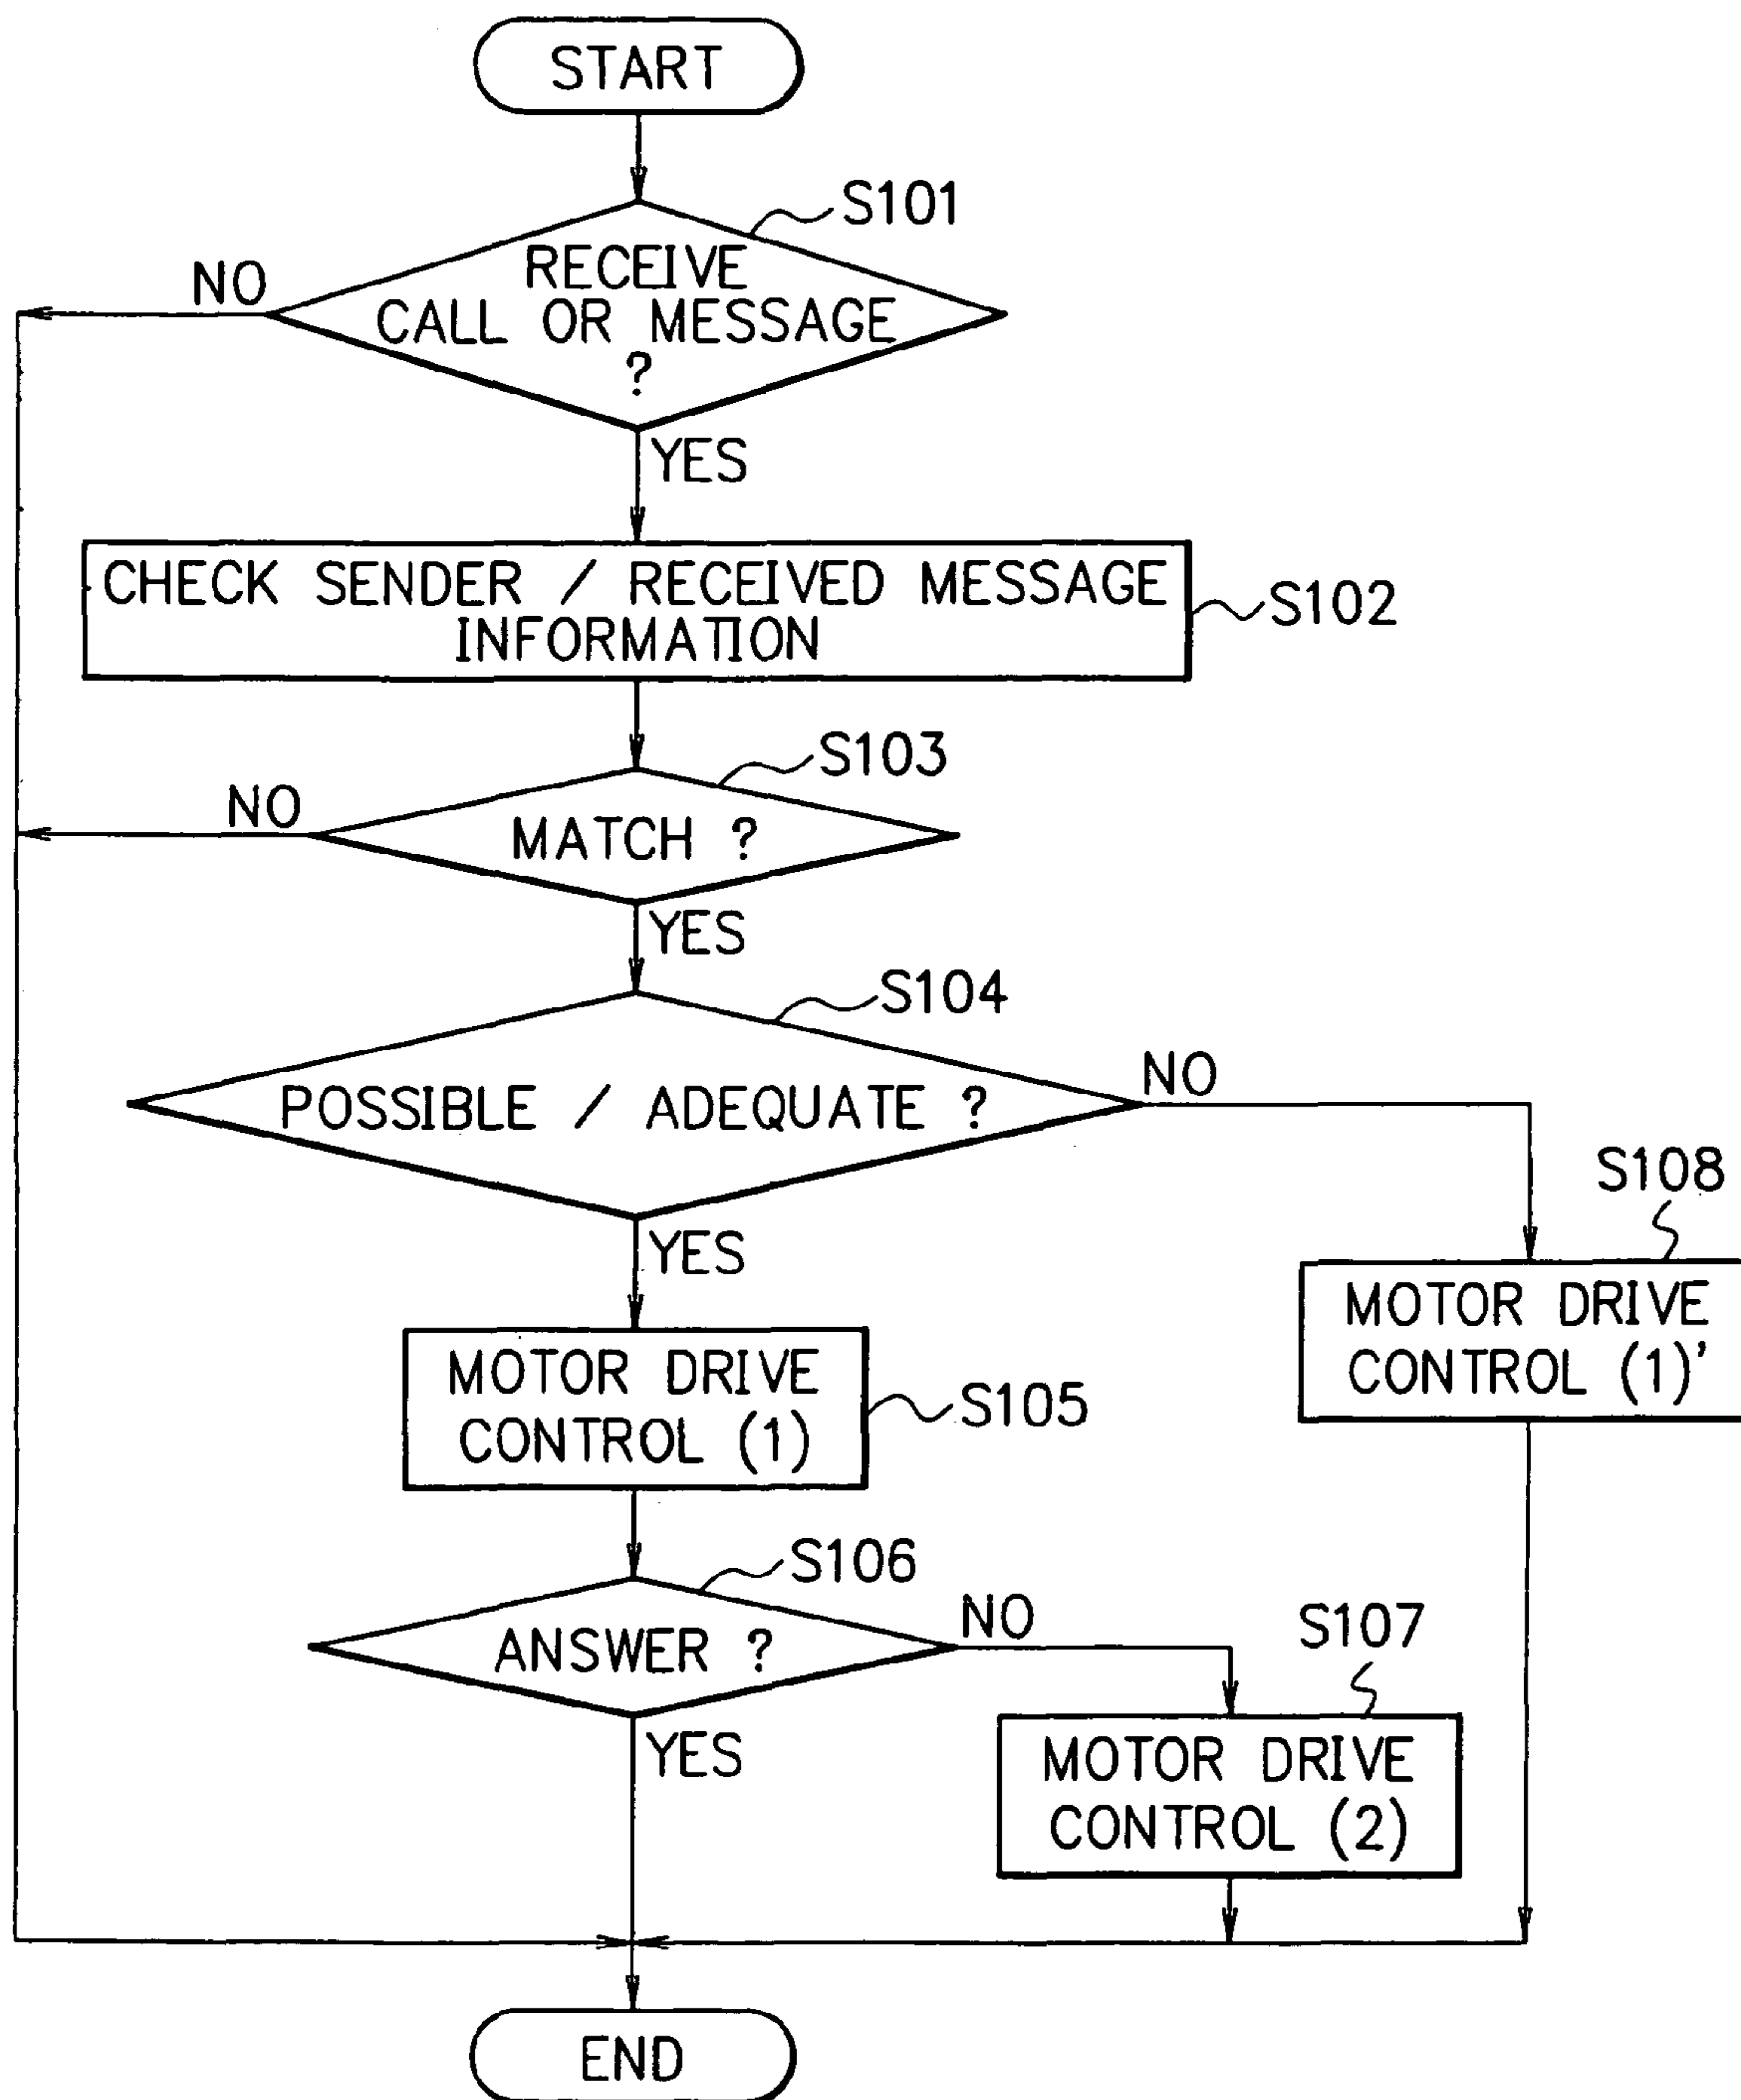 START
S101
NO
RECEIVE
CALL OR MESSAGE
?
YES
CHECK SENDER / RECEIVED MESSAGE
INFORMATION
S102
S103
NO
MATCH ?
YES
S104
POSSIBLE / ADEQUATE ?
NO
YES
S108
MOTOR DRIVE
CONTROL (1)'
MOTOR DRIVE
CONTROL (1)
S105
S106
ANSWER ?
NO
S107
YES
MOTOR DRIVE
CONTROL (2)
END